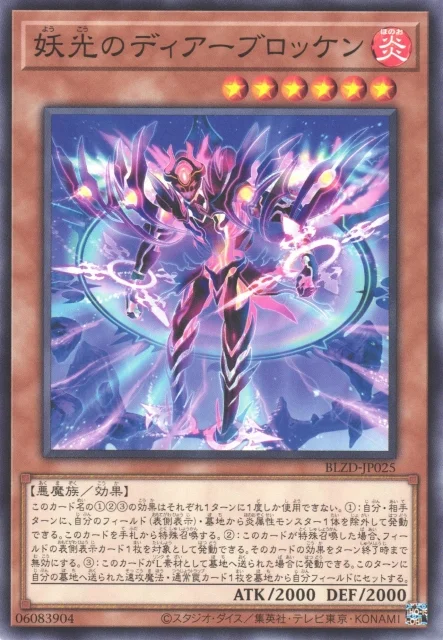 妖光のディアーブロッケン
炎
BLZD-JP025
【悪魔族/効果】
このカード名の①②③の効果はそれぞれ1ターンに1度しか使用できない。①：自分・相手
ターンに、自分のフィールド(表側表示)・墓地から炎属性モンスター1体を除外して発動
できる。このカードを手札から特殊召喚する。②：このカードが特殊召喚した場合、フィー
ルドの表側表示カード1枚を対象として発動できる。そのカードの効果をターン終了時まで
無効にする。③：このカードがL素材として墓地へ送られた場合に発動できる。このターンに
自分の墓地へ送られた速攻魔法・通常罠カード1枚を墓地から自分フィールドにセットする。
ATK/2000 DEF/2000
06083904
©スタジオ・ダイス/集英社・テレビ東京・KONAMI